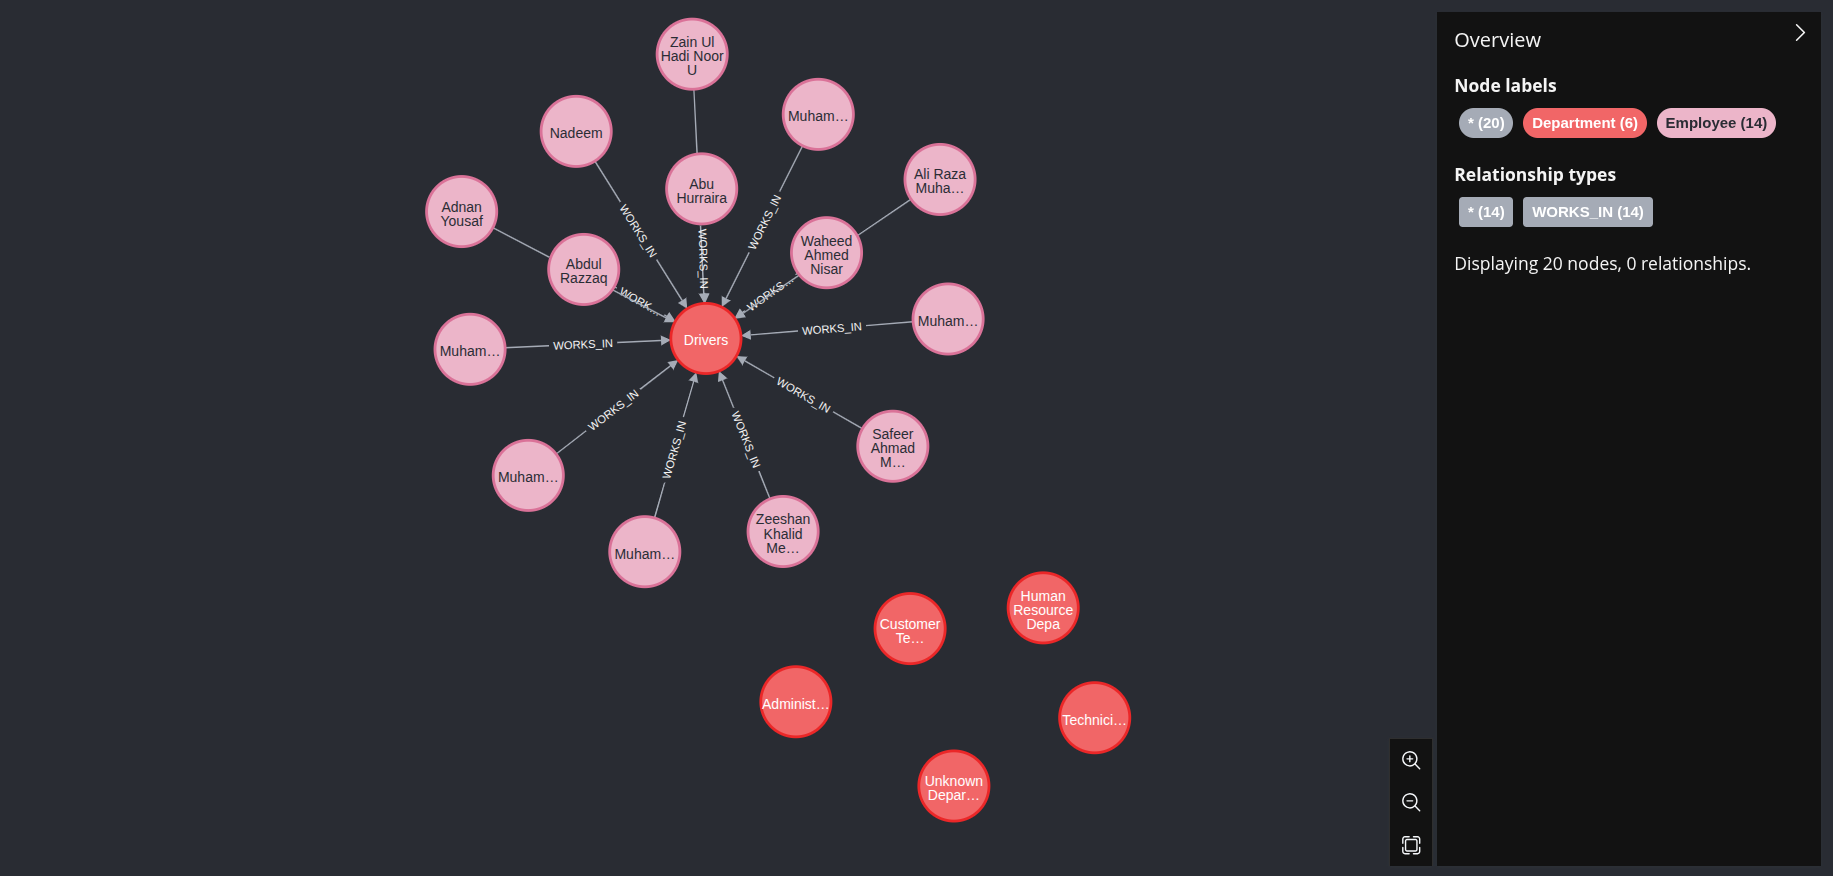 Zain Ul
Hadi Noor
U
Muham…
Nadeem
Ali Raza
Muha…
Abu
Hurraira
Adnan
Yousaf
WORKS_IN
WORKS_IN
WORKS_IN
Waheed
Ahmed
Nisar
Abdul
Razzaq
WORK…
WORKS…
Muham…
WORKS_IN
Drivers
Muham…
WORKS_IN
WORKS_IN
WORKS_IN
WORKS_IN
WORKS_IN
Safeer
Ahmad
M…
Muham…
Zeeshan
Khalid
Me…
Muham…
Human
Resource
Depa
Customer
Te…
Administ…
Technici…
Unknown
Depar…
Overview
Node labels
* (20)
Department (6)
Employee (14)
Relationship types
* (14)
WORKS_IN (14)
Displaying 20 nodes, 0 relationships.